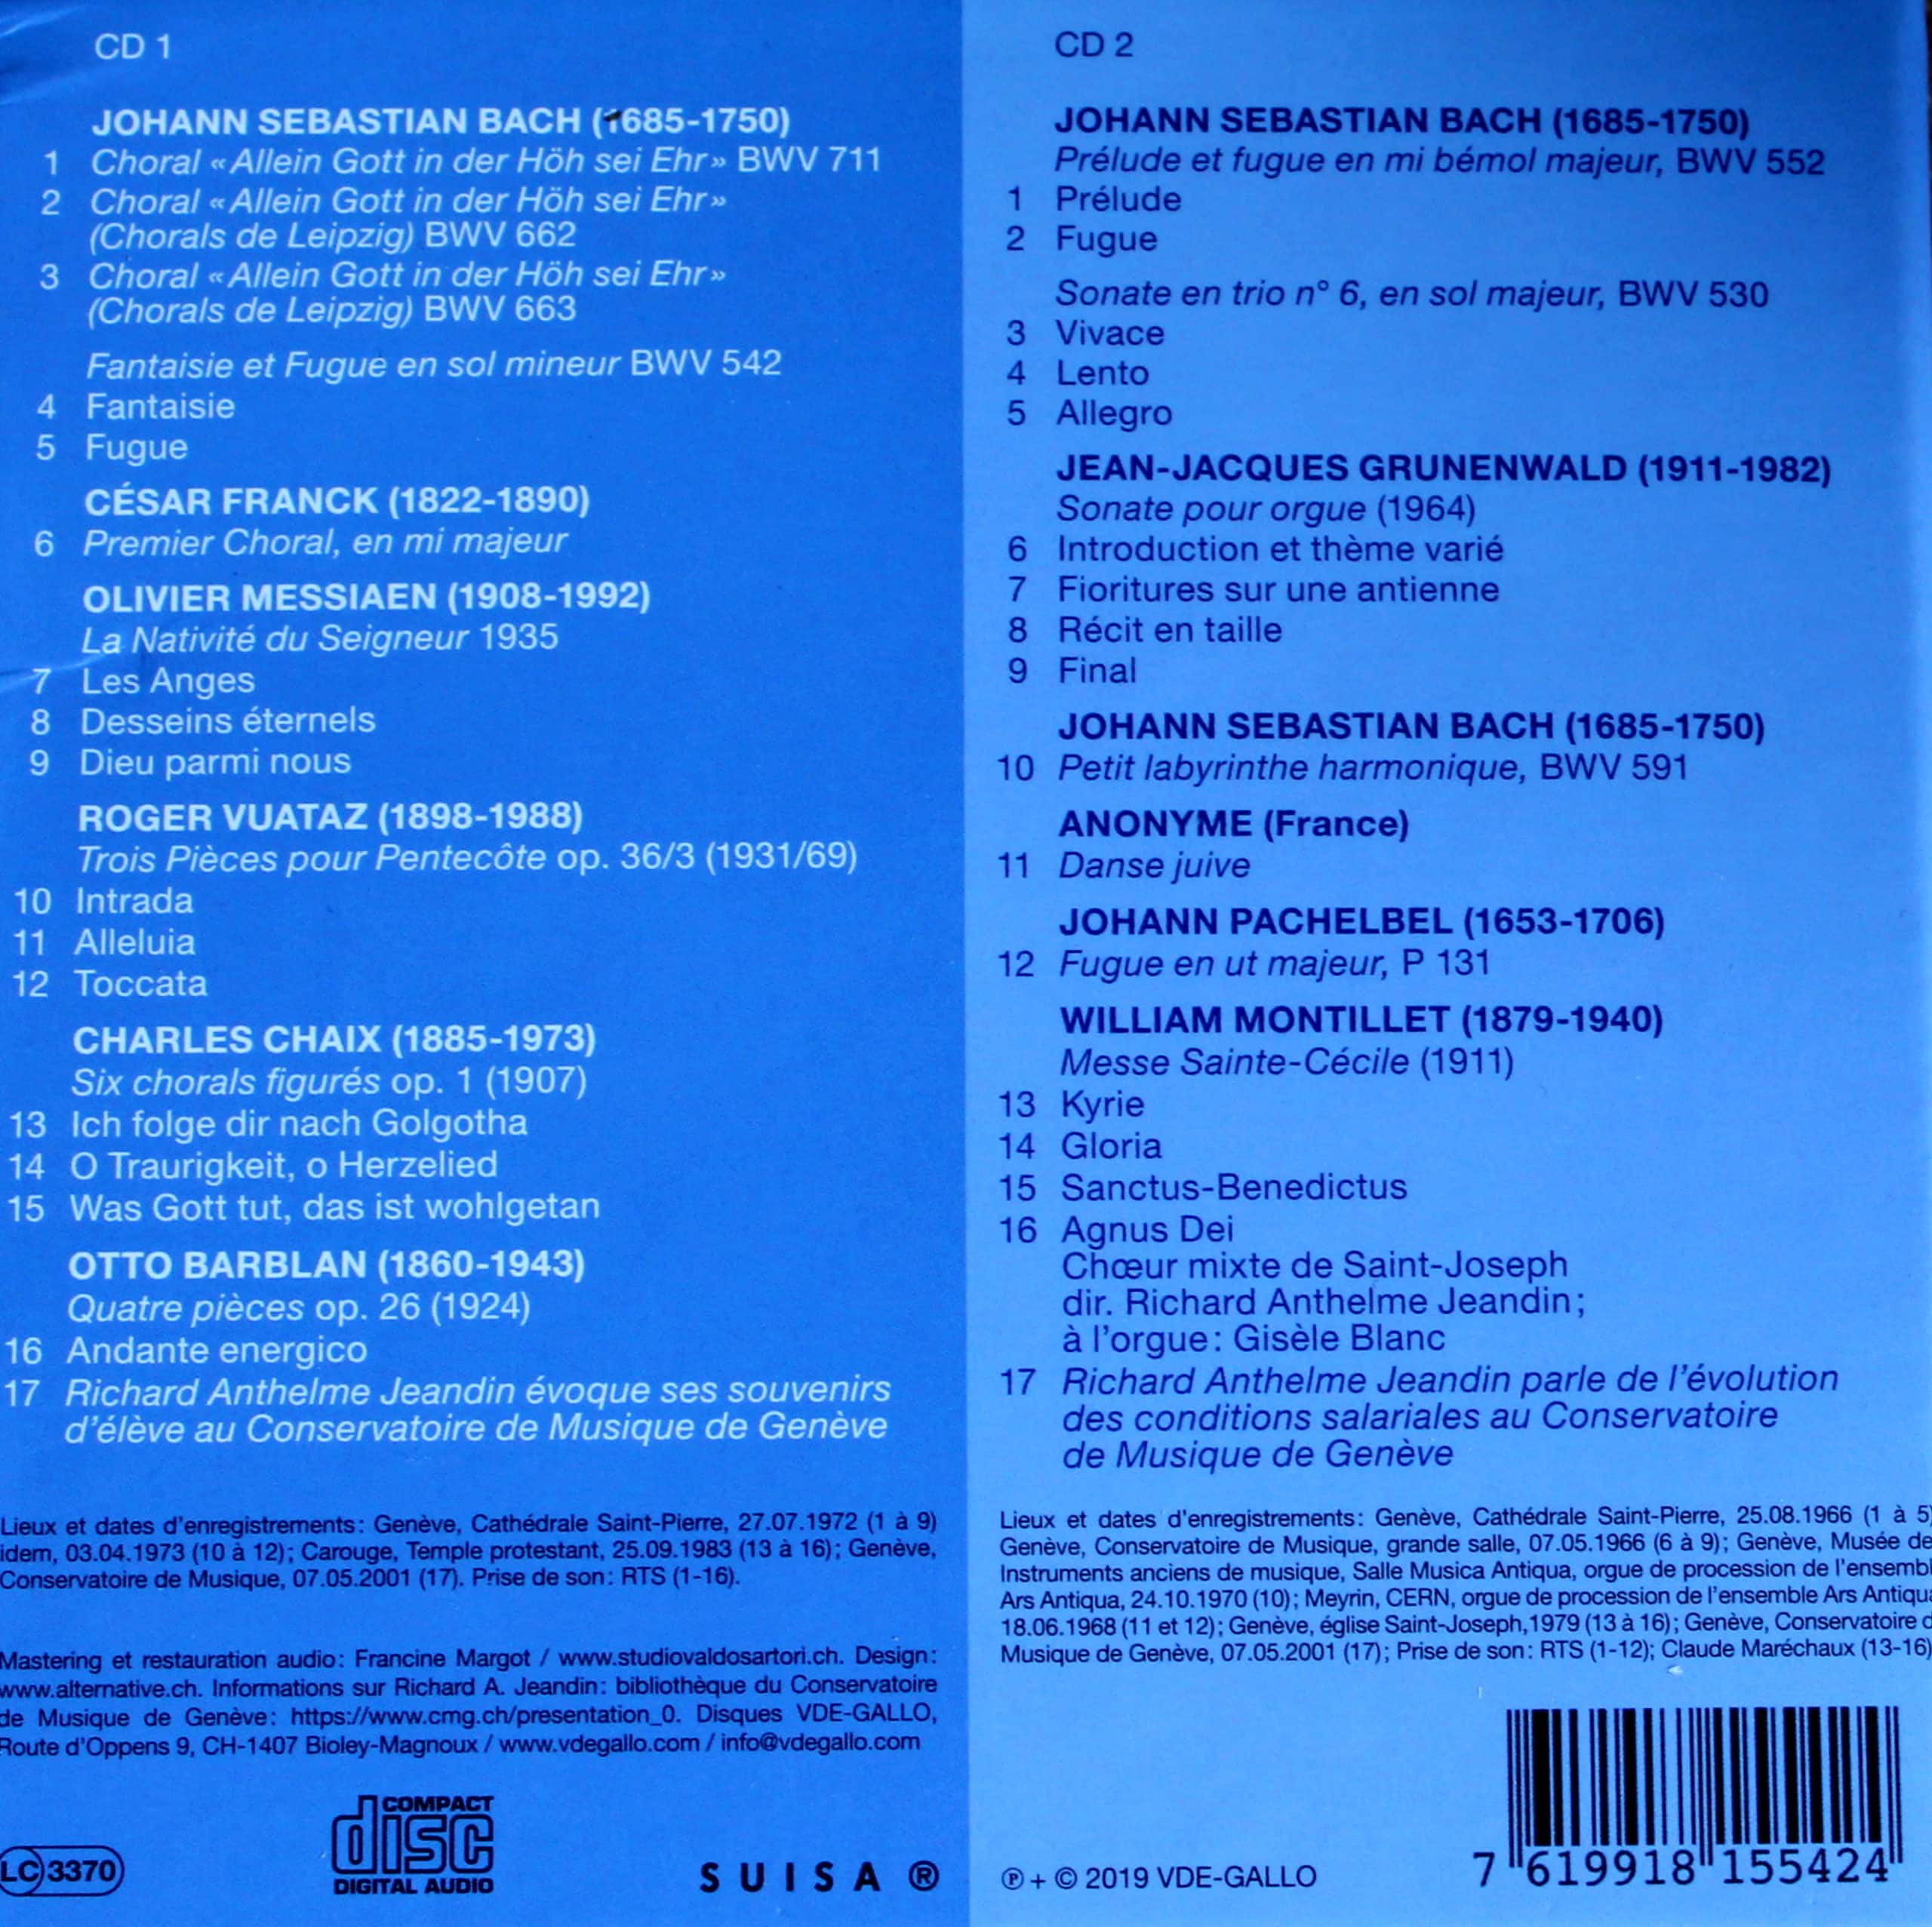 CD 1
JOHANN SEBASTIAN BACH (1685-1750)
1 Choral «Allein Gott in der Höh sei Ehr» BWV 711
2 Choral «Allein Gott in der Höh sei Ehr»
(Chorals de Leipzig) BWV 662
3 Choral «Allein Gott in der Höh sei Ehr»
(Chorals de Leipzig) BWV 663
Fantaisie et Fugue en sol mineur BWV 542
4 Fantaisie
5 Fugue
CÉSAR FRANCK (1822-1890)
6 Premier Choral, en mi majeur
OLIVIER MESSIAEN (1908-1992)
La Nativité du Seigneur 1935
7 Les Anges
8 Desseins éternels
9 Dieu parmi nous
ROGER VUATAZ (1898-1988)
Trois Pièces pour Pentecôte op. 36/3 (1931/69)
10 Intrada
11 Alleluia
12 Toccata
CHARLES CHAIX (1885-1973)
Six chorals figurés op. 1 (1907)
13 Ich folge dir nach Golgotha
14 O Traurigkeit, o Herzelied
15 Was Gott tut, das ist wohlgetan
OTTO BARBLAN (1860-1943)
Quatre pièces op. 26 (1924)
16 Andante energico
17 Richard Anthelme Jeandin évoque ses souvenirs
d'élève au Conservatoire de Musique de Genève
Lieux et dates d'enregistrements: Genève, Cathédrale Saint-Pierre, 27.07.1972 (1 à 9)
idem, 03.04.1973 (10 à 12); Carouge, Temple protestant, 25.09.1983 (13 à 16); Genève,
Conservatoire de Musique, 07.05.2001 (17). Prise de son: RTS (1-16).
Mastering et restauration audio: Francine Margot / www.studiovaldosartori.ch. Design:
www.alternative.ch. Informations sur Richard A. Jeandin: bibliothèque du Conservatoire
de Musique de Genève: https://www.cmg.ch/presentation_0. Disques VDE-GALLO,
Route d'Oppens 9, CH-1407 Bioley-Magnoux / www.vdegallo.com / info@vdegallo.com
LC 3370
COMPACT
disc
DIGITAL AUDIO
SUISA ®
CD 2
JOHANN SEBASTIAN BACH (1685-1750)
Prélude et fugue en mi bémol majeur, BWV 552
1 Prélude
2 Fugue
Sonate en trio n° 6, en sol majeur, BWV 530
3 Vivace
4 Lento
5 Allegro
JEAN-JACQUES GRUNENWALD (1911-1982)
Sonate pour orgue (1964)
6 Introduction et thème varié
7 Fioritures sur une antienne
8 Récit en taille
9 Final
JOHANN SEBASTIAN BACH (1685-1750)
10 Petit labyrinthe harmonique, BWV 591
ANONYME (France)
11 Danse juive
JOHANN PACHELBEL (1653-1706)
12 Fugue en ut majeur, P 131
WILLIAM MONTILLET (1879-1940)
Messe Sainte-Cécile (1911)
13 Kyrie
14 Gloria
15 Sanctus-Benedictus
16 Agnus Dei
Chœur mixte de Saint-Joseph
dir. Richard Anthelme Jeandin;
à l'orgue: Gisèle Blanc
17 Richard Anthelme Jeandin parle de l'évolution
des conditions salariales au Conservatoire
de Musique de Genève
Lieux et dates d'enregistrements: Genève, Cathédrale Saint-Pierre, 25.08.1966 (1 à 5)
Genève, Conservatoire de Musique, grande salle, 07.05.1966 (6 à 9); Genève, Musée de
Instruments anciens de musique, Salle Musica Antiqua, orgue de procession de l'ensembl
Ars Antiqua, 24.10.1970 (10); Meyrin, CERN, orgue de procession de l'ensemble Ars Antiqua
18.06.1968 (11 et 12); Genève, église Saint-Joseph,1979 (13 à 16); Genève, Conservatoire d
Musique de Genève, 07.05.2001 (17); Prise de son: RTS (1-12); Claude Maréchaux (13-16)
℗ + © 2019 VDE-GALLO
7 619918 155424